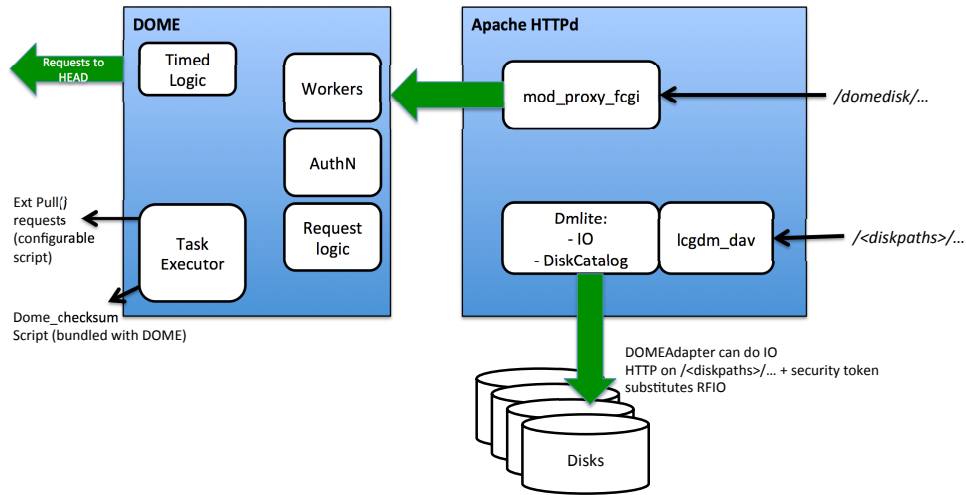 DOME
Apache HTTPd
Requests to
HEAD
Timed
Logic
Workers
mod_proxy_fcgi
/domedisk/…
AuthN
Ext Pull()
requests
(configurable
script)
Task
Executor
Request
logic
Dmlite:
- IO
- DiskCatalog
lcgdm_dav
/<diskpaths>/…
Dome_checksum
Script (bundled with DOME)
DOMEAdapter can do IO
HTTP on /<diskpaths>/… + security token
substitutes RFIO
Disks